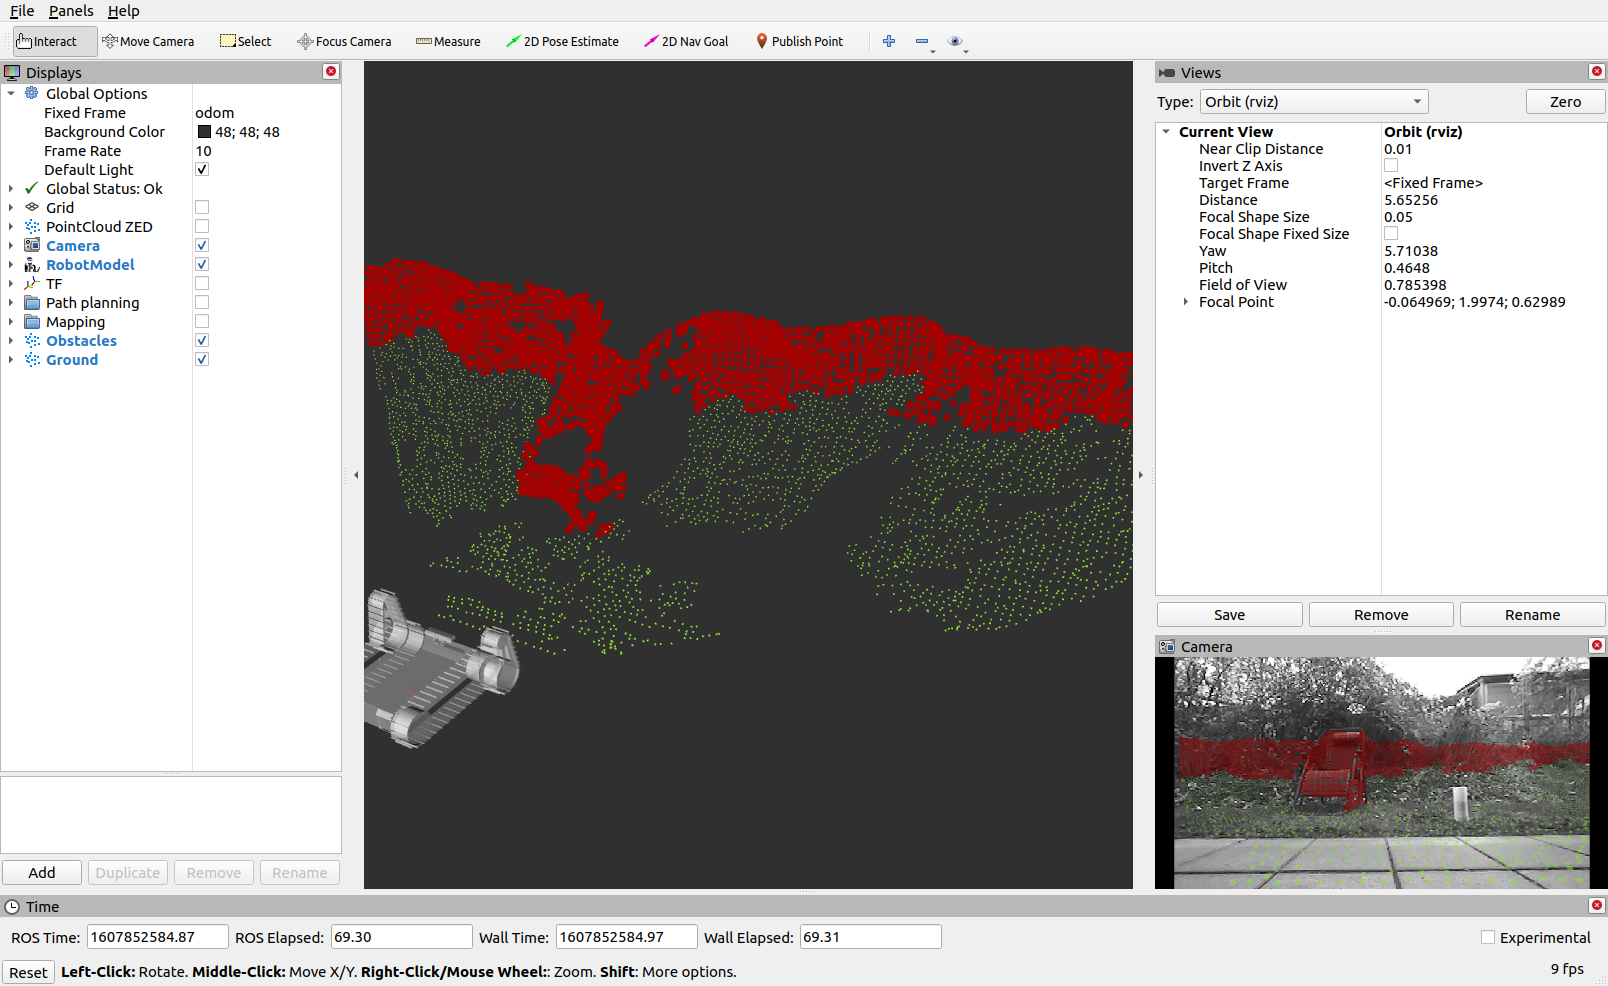 File Panels Help
Interact Move Camera Select Focus Camera Measure 2D Pose Estimate 2D Nav Goal Publish Point
Displays
Global Options
Fixed Frame odom
Background Color 48; 48; 48
Frame Rate 10
Default Light
Global Status: Ok
Grid
PointCloud ZED
Camera
RobotModel
TF
Path planning
Mapping
Obstacles
Ground
Add Duplicate Remove Rename
Views
Type: Orbit (rviz) Zero
Current View Orbit (rviz)
Near Clip Distance 0.01
Invert Z Axis
Target Frame <Fixed Frame>
Distance 5.65256
Focal Shape Size 0.05
Focal Shape Fixed Size
Yaw 5.71038
Pitch 0.4648
Field of View 0.785398
Focal Point -0.064969; 1.9974; 0.62989
Save Remove Rename
Camera
Time
ROS Time: 1607852584.87 ROS Elapsed: 69.30 Wall Time: 1607852584.97 Wall Elapsed: 69.31 Experimental
Reset Left-Click: Rotate. Middle-Click: Move X/Y. Right-Click/Mouse Wheel:: Zoom. Shift: More options. 9 fps